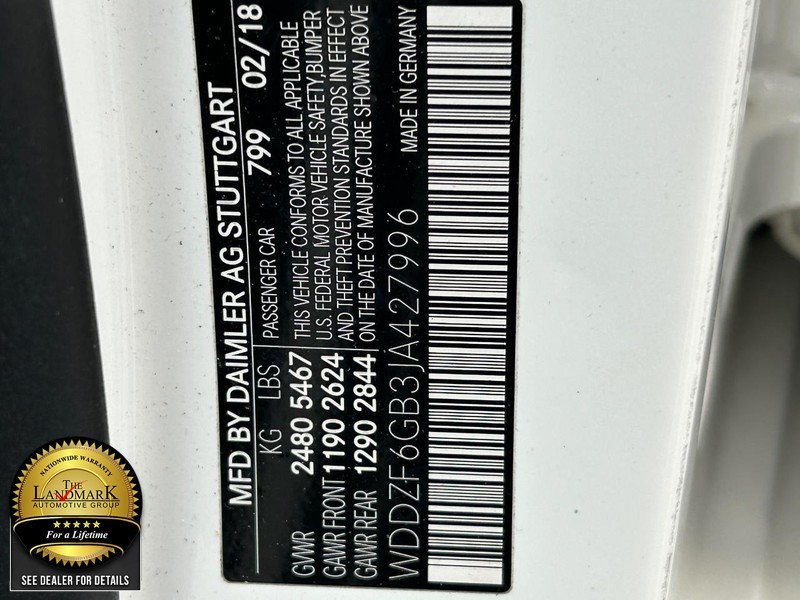 MFD BY DAIMLER AG STUTTGART
KG LBS PASSENGER CAR 799 02/18
GVWR 2480 5467
GAWR FRONT 1190 2624
GAWR REAR 1290 2844
THIS VEHICLE CONFORMS TO ALL APPLICABLE
U.S. FEDERAL MOTOR VEHICLE SAFETY, BUMPER
AND THEFT PREVENTION STANDARDS IN EFFECT
ON THE DATE OF MANUFACTURE SHOWN ABOVE
WDDZF6GB3JA427996 MADE IN GERMANY
NATIONWIDE WARRANTY
THE
LANDMARK
AUTOMOTIVE GROUP
For a Lifetime
SEE DEALER FOR DETAILS